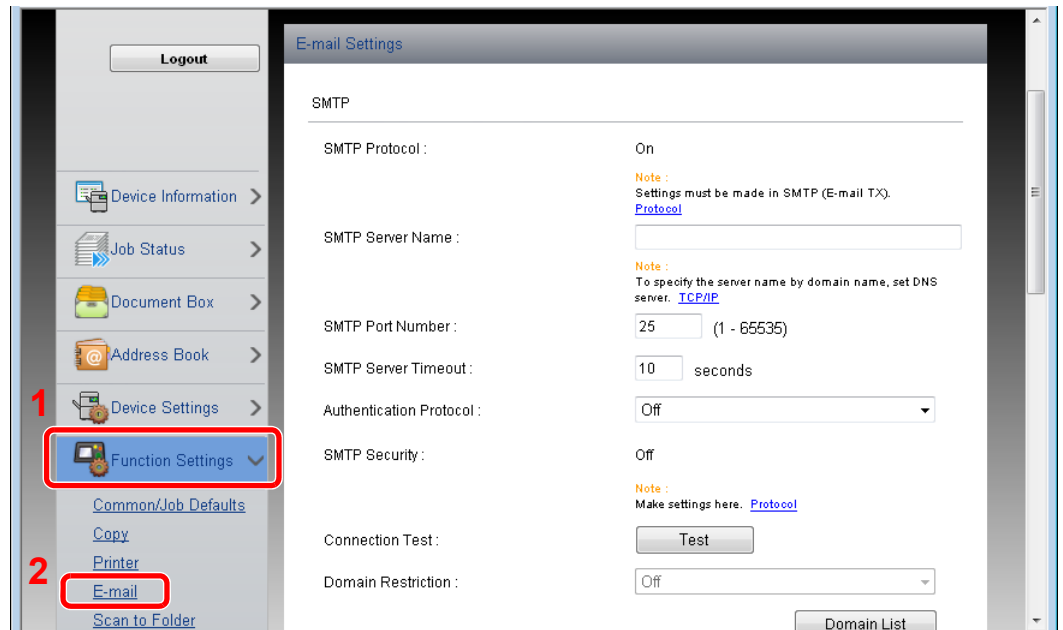 Logout
Device Information
Job Status
Document Box
Address Book
1
Device Settings
Function Settings
Common/Job Defaults
Copy
Printer
2
E-mail
Scan to Folder
E-mail Settings
SMTP
SMTP Protocol :
On
Note :
Settings must be made in SMTP (E-mail TX).
Protocol
SMTP Server Name :
Note :
To specify the server name by domain name, set DNS
server. TCP/IP
SMTP Port Number :
25 (1 - 65535)
SMTP Server Timeout :
10 seconds
Authentication Protocol :
Off
SMTP Security :
Off
Note :
Make settings here. Protocol
Connection Test :
Test
Domain Restriction :
Off
Domain List